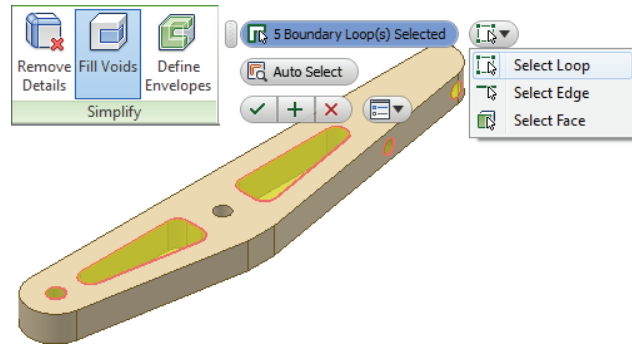 Remove Details
Fill Voids
Define Envelopes
Simplify
5 Boundary Loop(s) Selected
Auto Select
Select Loop
Select Edge
Select Face